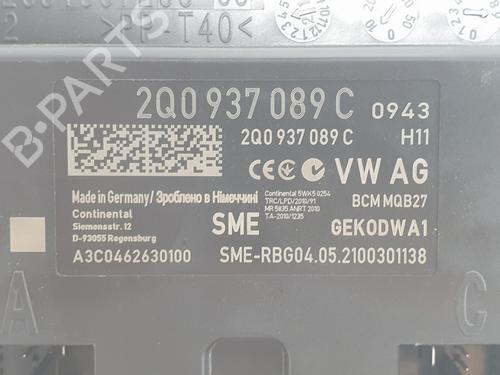 >PP-T40<
2Q0 937 089 C 0943
2Q0 937 089 C H11
VW AG
Made in Germany / Зроблено в Німеччині
Continental
Siemensstr. 12
D-93055 Regensburg
A3C0462630100
Continental 5WK5 0254
TRC/LPD/2010/91
MR 5835 ANRT 2010
TA-2010/1235
BCM MQB27
SME
GEKODWA1
SME-RBG04.05.2100301138
A
C
B-PARTS